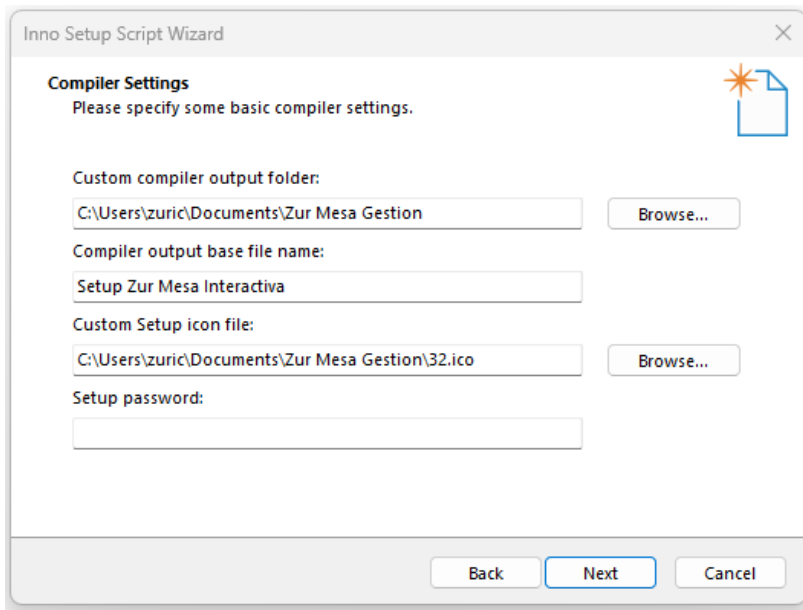 Inno Setup Script Wizard
Compiler Settings
Please specify some basic compiler settings.
Custom compiler output folder:
C:\Users\zuric\Documents\Zur Mesa Gestion
Browse...
Compiler output base file name:
Setup Zur Mesa Interactiva
Custom Setup icon file:
C:\Users\zuric\Documents\Zur Mesa Gestion\32.ico
Browse...
Setup password:
Back
Next
Cancel